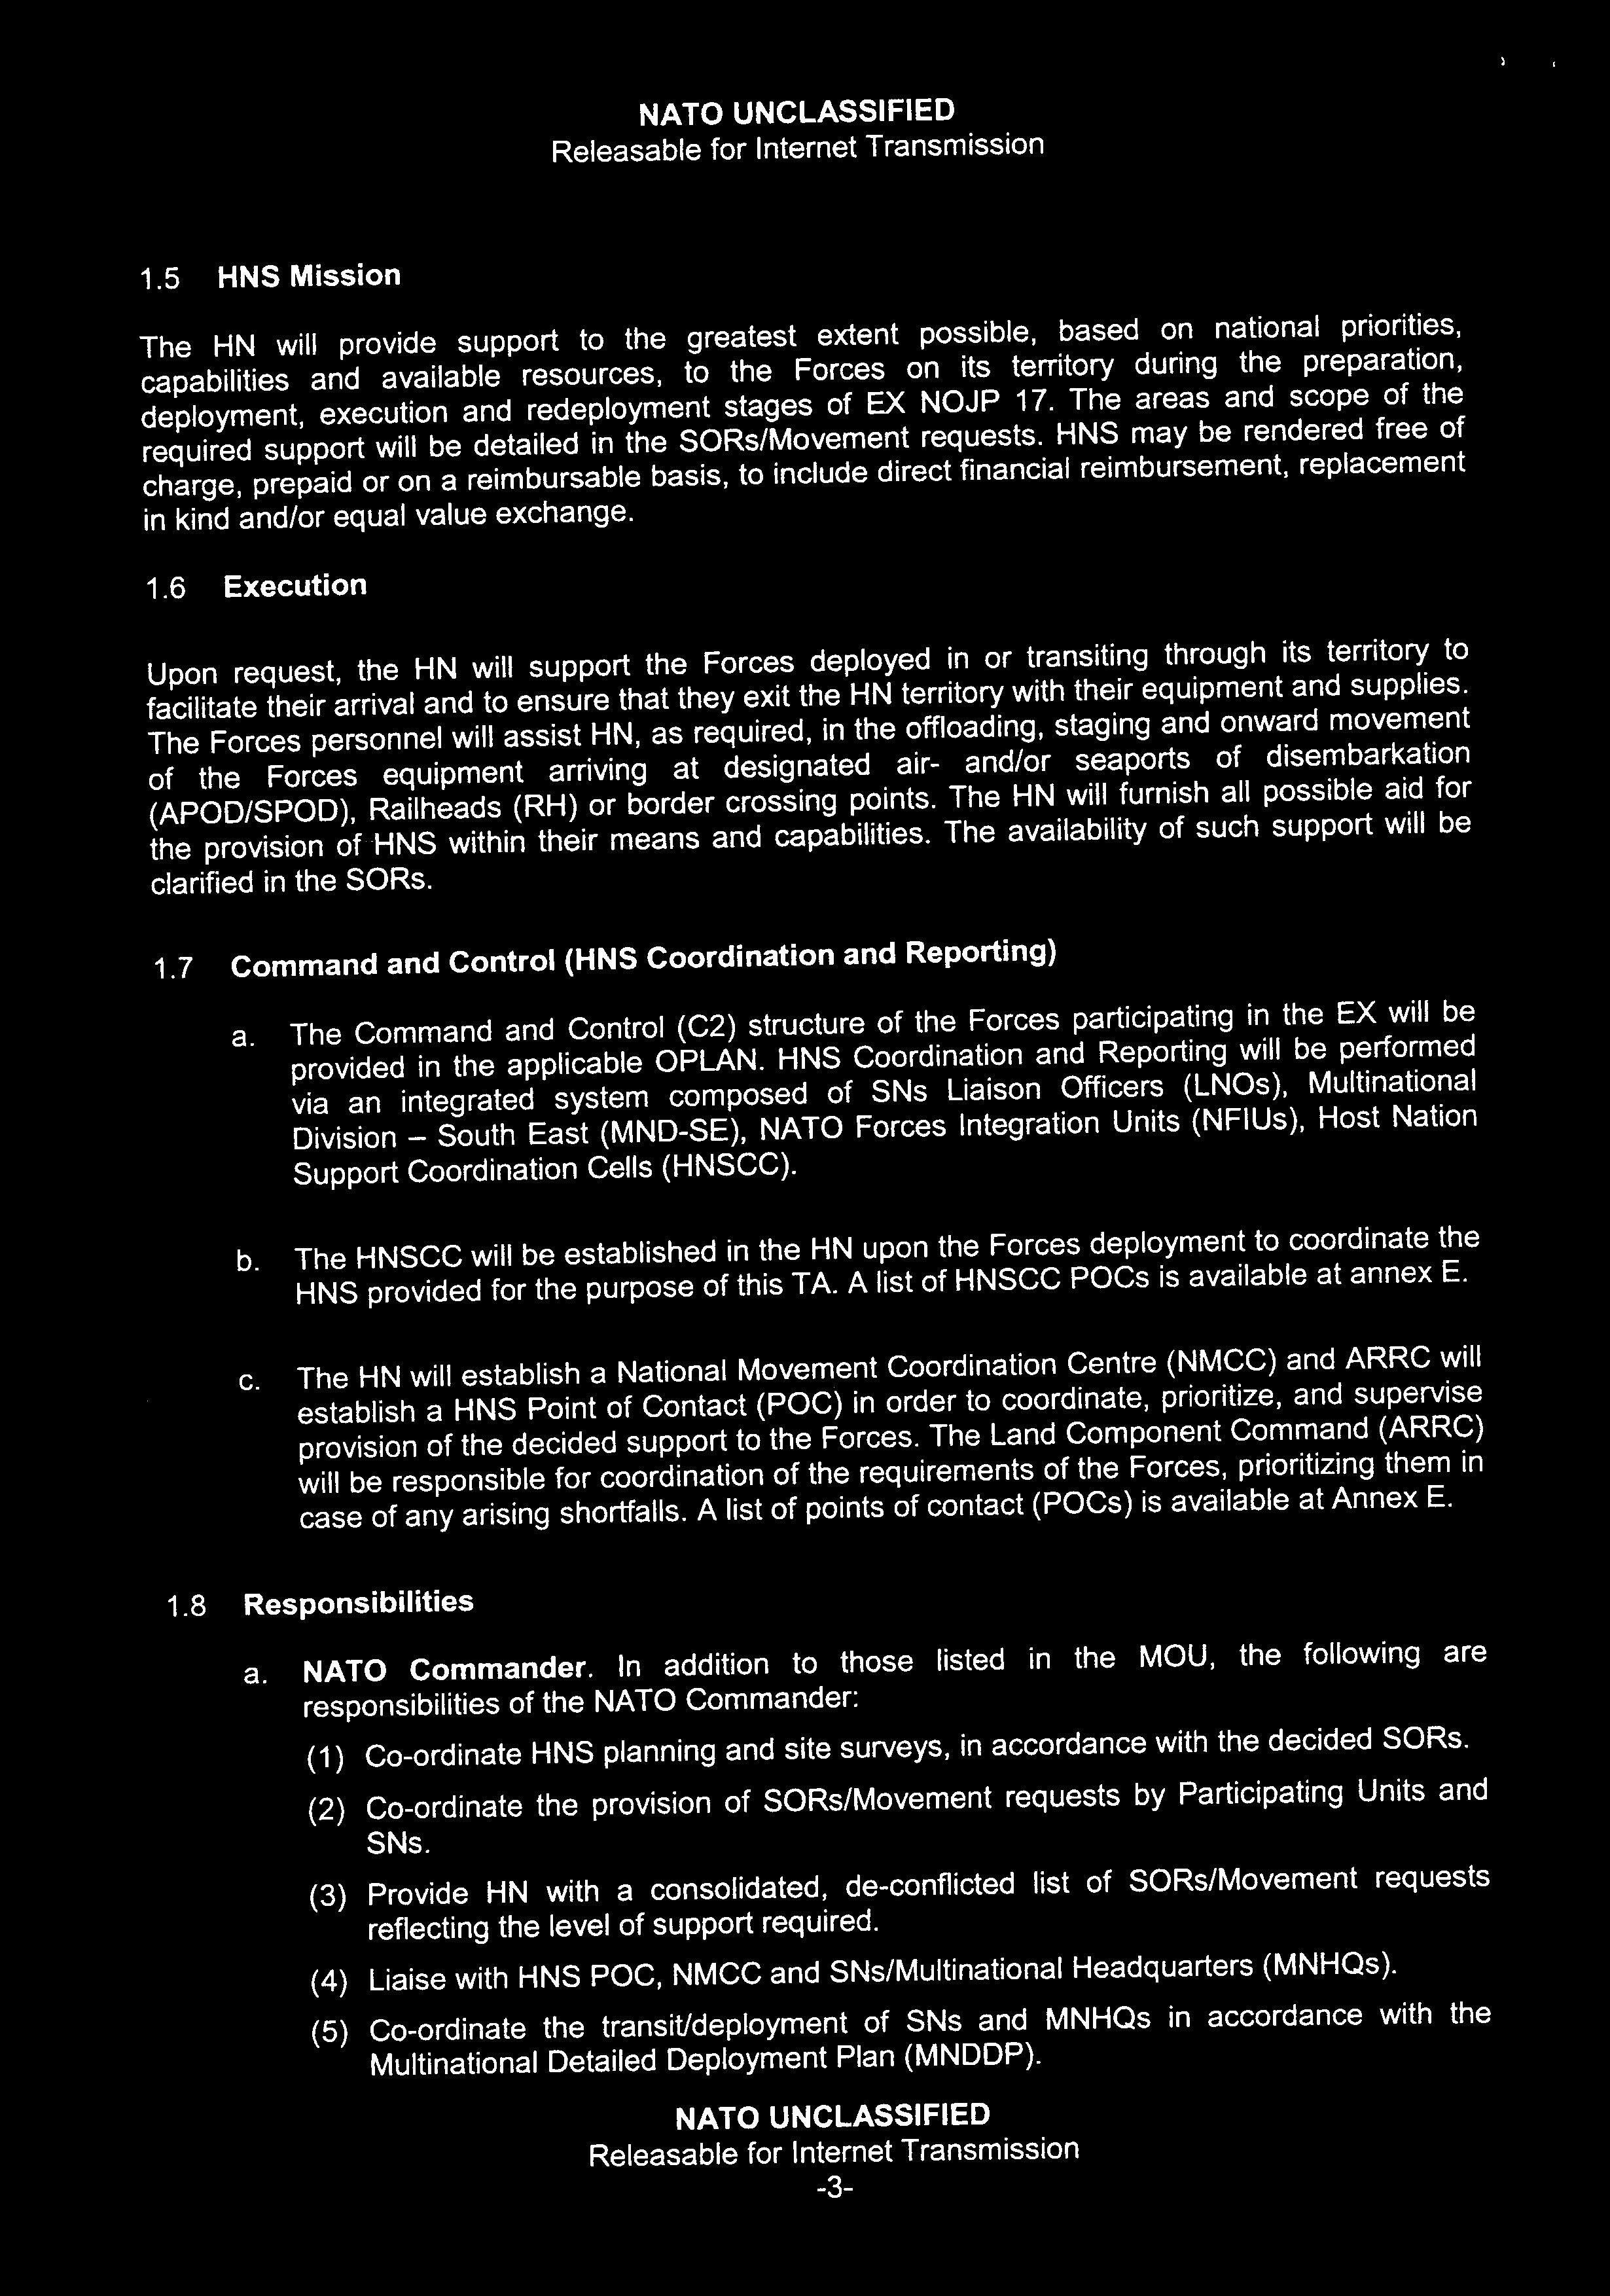 NATO UNCLASSIFIED
Releasable for Internet Transmission
1.5 HNS Mission
The HN will provide support to the greatest extent possible, based on national priorities,
capabilities and available resources, to the Forces on its territory during the preparation,
deployment, execution and redeployment stages of EX NOJP 17. The areas and scope of the
required support will be detailed in the SORs/Movement requests. HNS may be rendered free of
charge, prepaid or on a reimbursable basis, to include direct financial reimbursement, replacement
in kind and/or equal value exchange.
1.6 Execution
Upon request, the HN will support the Forces deployed in or transiting through its territory to
facilitate their arrival and to ensure that they exit the HN territory with their equipment and supplies.
The Forces personnel will assist HN, as required, in the offloading, staging and onward movement
of the Forces equipment arriving at designated air- and/or seaports of disembarkation
(APOD/SPOD), Railheads (RH) or border crossing points. The HN will furnish all possible aid for
the provision of HNS within their means and capabilities. The availability of such support will be
clarified in the SORs.
1.7 Command and Control (HNS Coordination and Reporting)
a. The Command and Control (C2) structure of the Forces participating in the EX will be
provided in the applicable OPLAN. HNS Coordination and Reporting will be performed
via an integrated system composed of SNs Liaison Officers (LNOs), Multinational
Division – South East (MND-SE), NATO Forces Integration Units (NFIUs), Host Nation
Support Coordination Cells (HNSCC).
b. The HNSCC will be established in the HN upon the Forces deployment to coordinate the
HNS provided for the purpose of this TA. A list of HNSCC POCs is available at annex E.
c. The HN will establish a National Movement Coordination Centre (NMCC) and ARRC will
establish a HNS Point of Contact (POC) in order to coordinate, prioritize, and supervise
provision of the decided support to the Forces. The Land Component Command (ARRC)
will be responsible for coordination of the requirements of the Forces, prioritizing them in
case of any arising shortfalls. A list of points of contact (POCs) is available at Annex E.
1.8 Responsibilities
a. NATO Commander. In addition to those listed in the MOU, the following are
responsibilities of the NATO Commander:
(1) Co-ordinate HNS planning and site surveys, in accordance with the decided SORs.
(2) Co-ordinate the provision of SORs/Movement requests by Participating Units and
SNs.
(3) Provide HN with a consolidated, de-conflicted list of SORs/Movement requests
reflecting the level of support required.
(4) Liaise with HNS POC, NMCC and SNs/Multinational Headquarters (MNHQs).
(5) Co-ordinate the transit/deployment of SNs and MNHQs in accordance with the
Multinational Detailed Deployment Plan (MNDDP).
NATO UNCLASSIFIED
Releasable for Internet Transmission
-3-